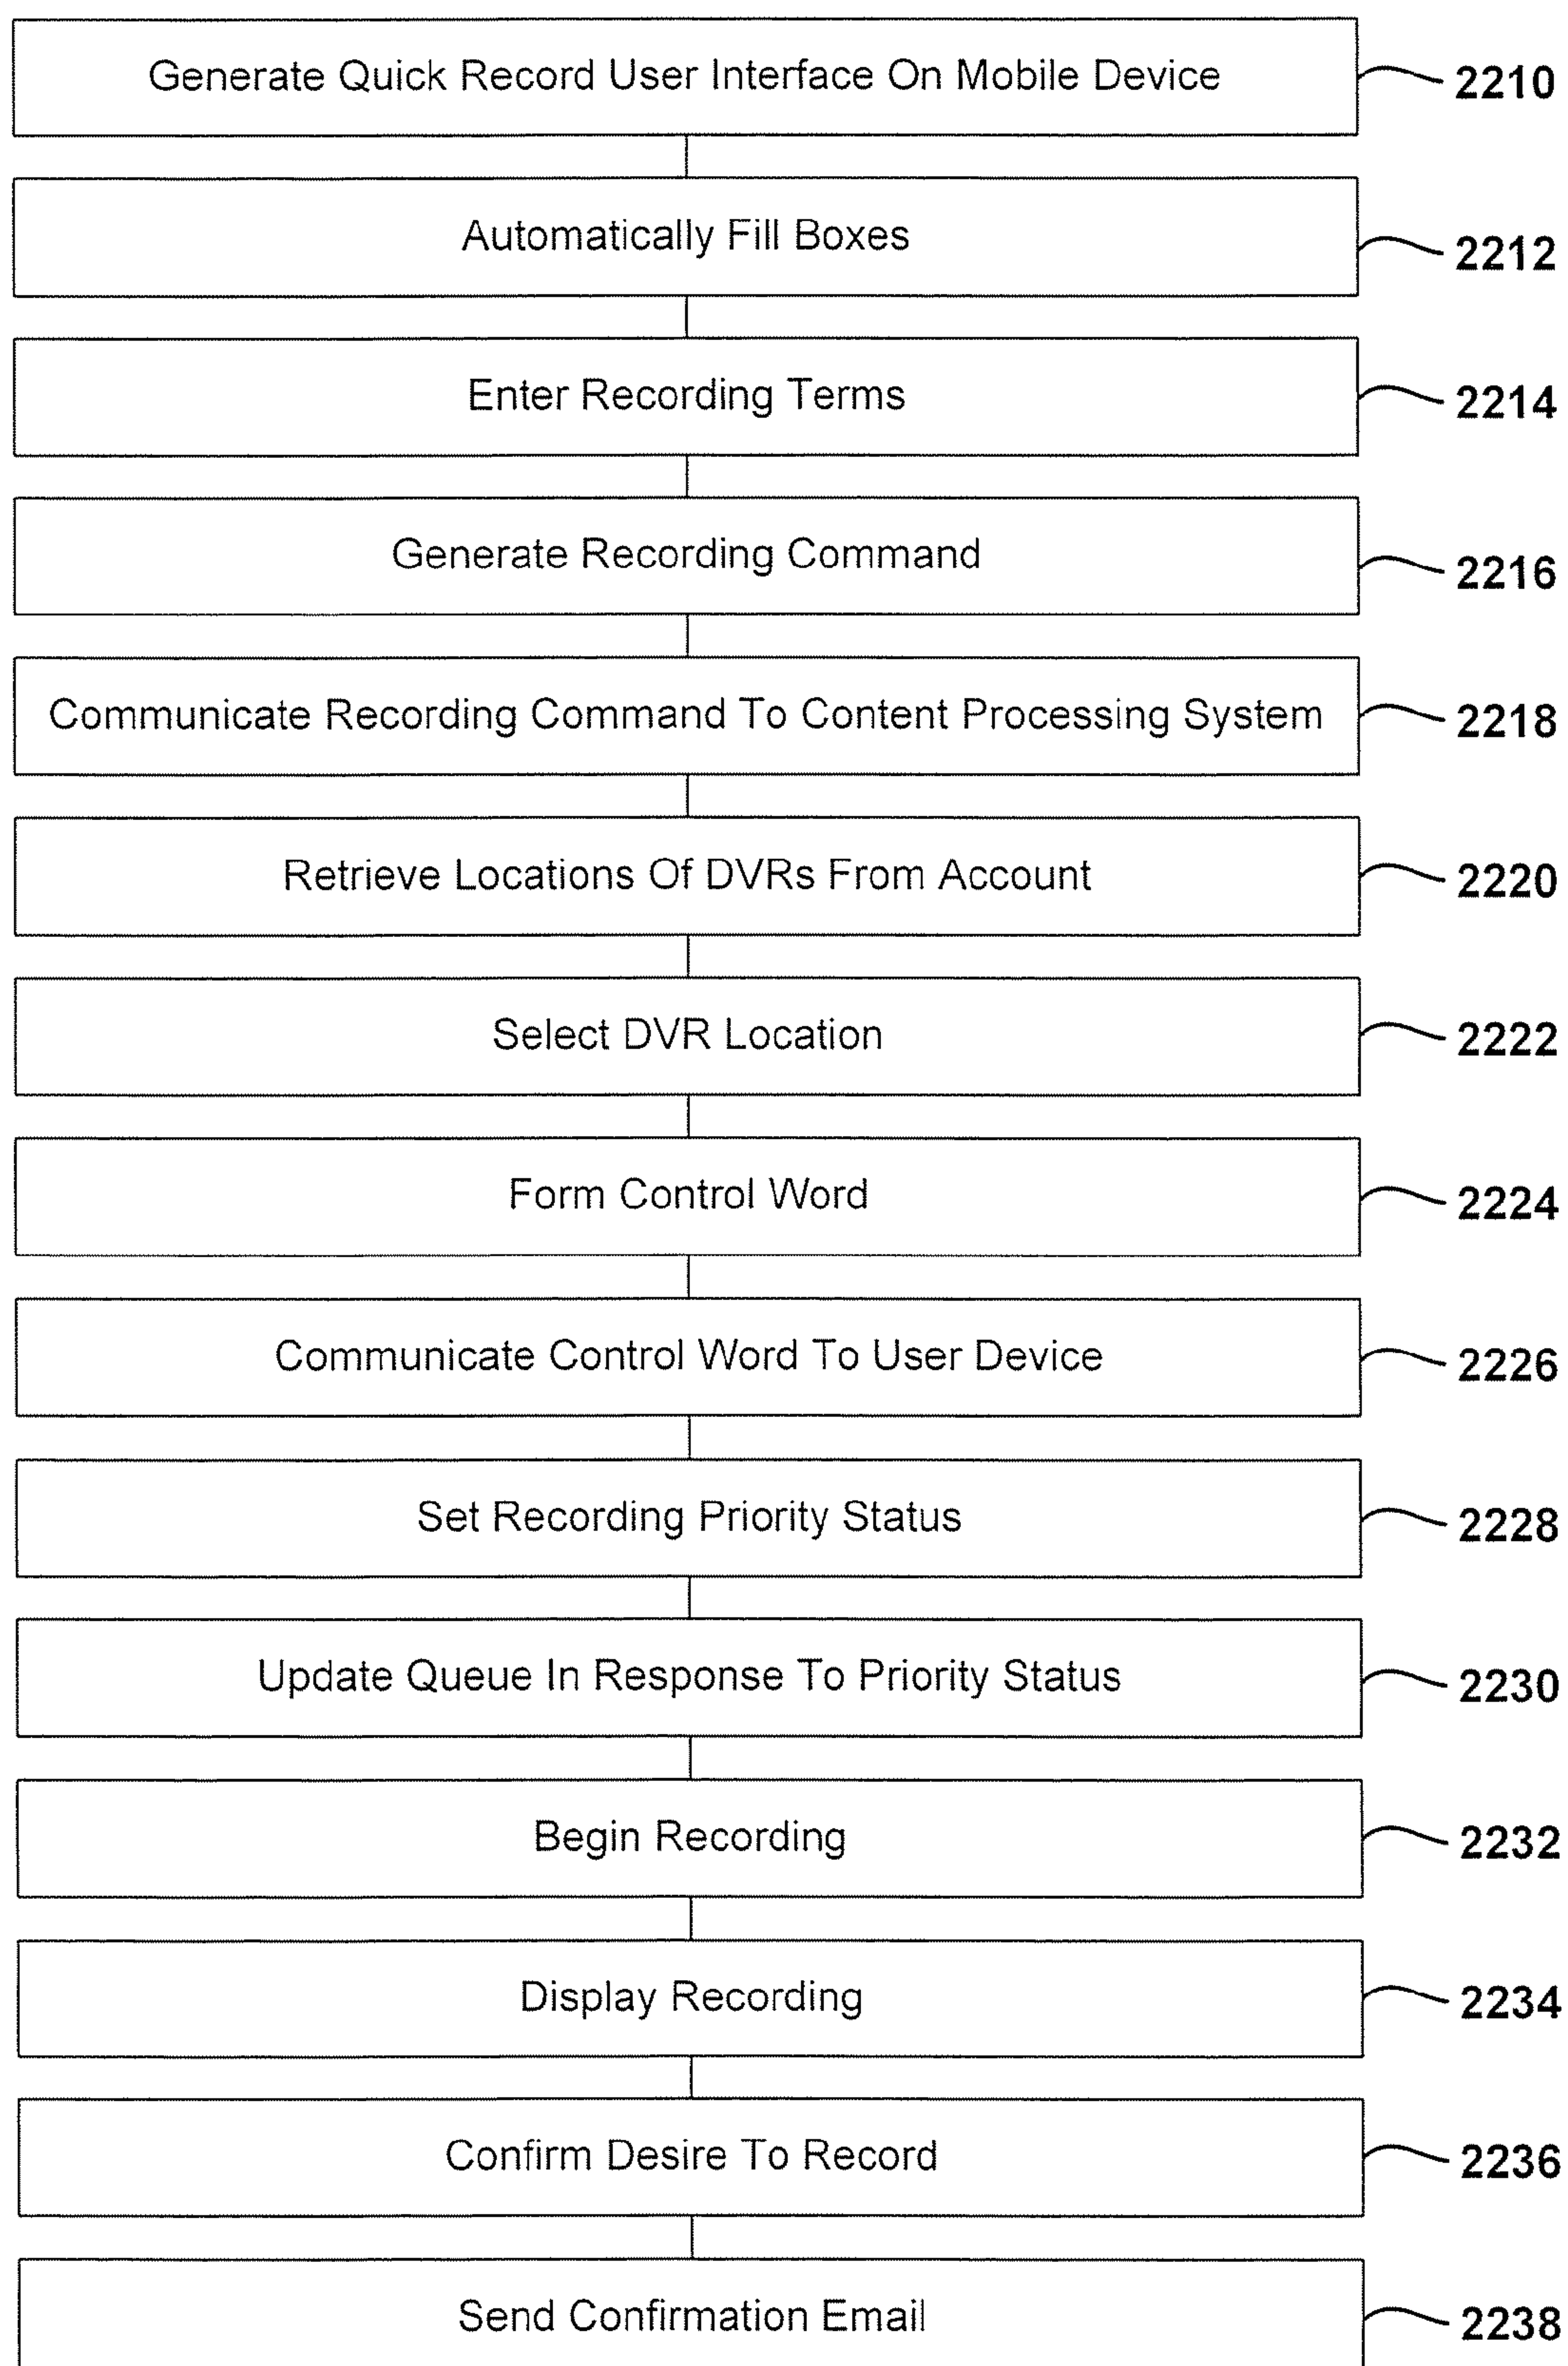 Generate Quick Record User Interface On Mobile Device 2210
Automatically Fill Boxes 2212
Enter Recording Terms 2214
Generate Recording Command 2216
Communicate Recording Command To Content Processing System 2218
Retrieve Locations Of DVRs From Account 2220
Select DVR Location 2222
Form Control Word 2224
Communicate Control Word To User Device 2226
Set Recording Priority Status 2228
Update Queue In Response To Priority Status 2230
Begin Recording 2232
Display Recording 2234
Confirm Desire To Record 2236
Send Confirmation Email 2238